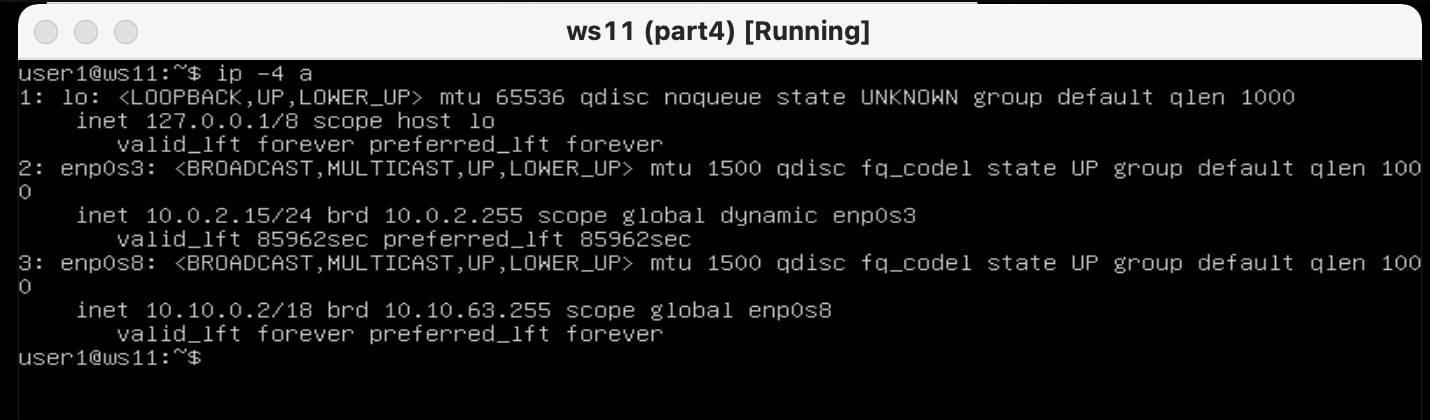 ws11 (part4) [Running]
user1@ws11:~$ ip -4 a
1: lo: <LOOPBACK,UP,LOWER_UP> mtu 65536 qdisc noqueue state UNKNOWN group default qlen 1000
    inet 127.0.0.1/8 scope host lo
       valid_lft forever preferred_lft forever
2: enp0s3: <BROADCAST,MULTICAST,UP,LOWER_UP> mtu 1500 qdisc fq_codel state UP group default qlen 100
0
    inet 10.0.2.15/24 brd 10.0.2.255 scope global dynamic enp0s3
       valid_lft 85962sec preferred_lft 85962sec
3: enp0s8: <BROADCAST,MULTICAST,UP,LOWER_UP> mtu 1500 qdisc fq_codel state UP group default qlen 100
0
    inet 10.10.0.2/18 brd 10.10.63.255 scope global enp0s8
       valid_lft forever preferred_lft forever
user1@ws11:~$